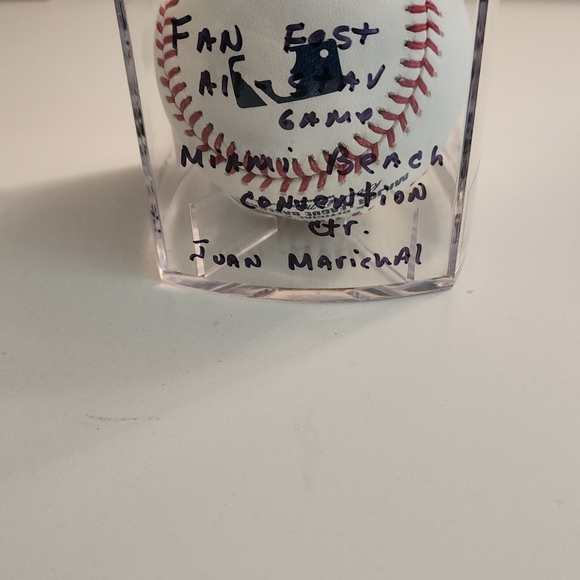 FAN Fest
All-Star
Game
Miami Beach
Convention
Ctr.
Juan Marichal